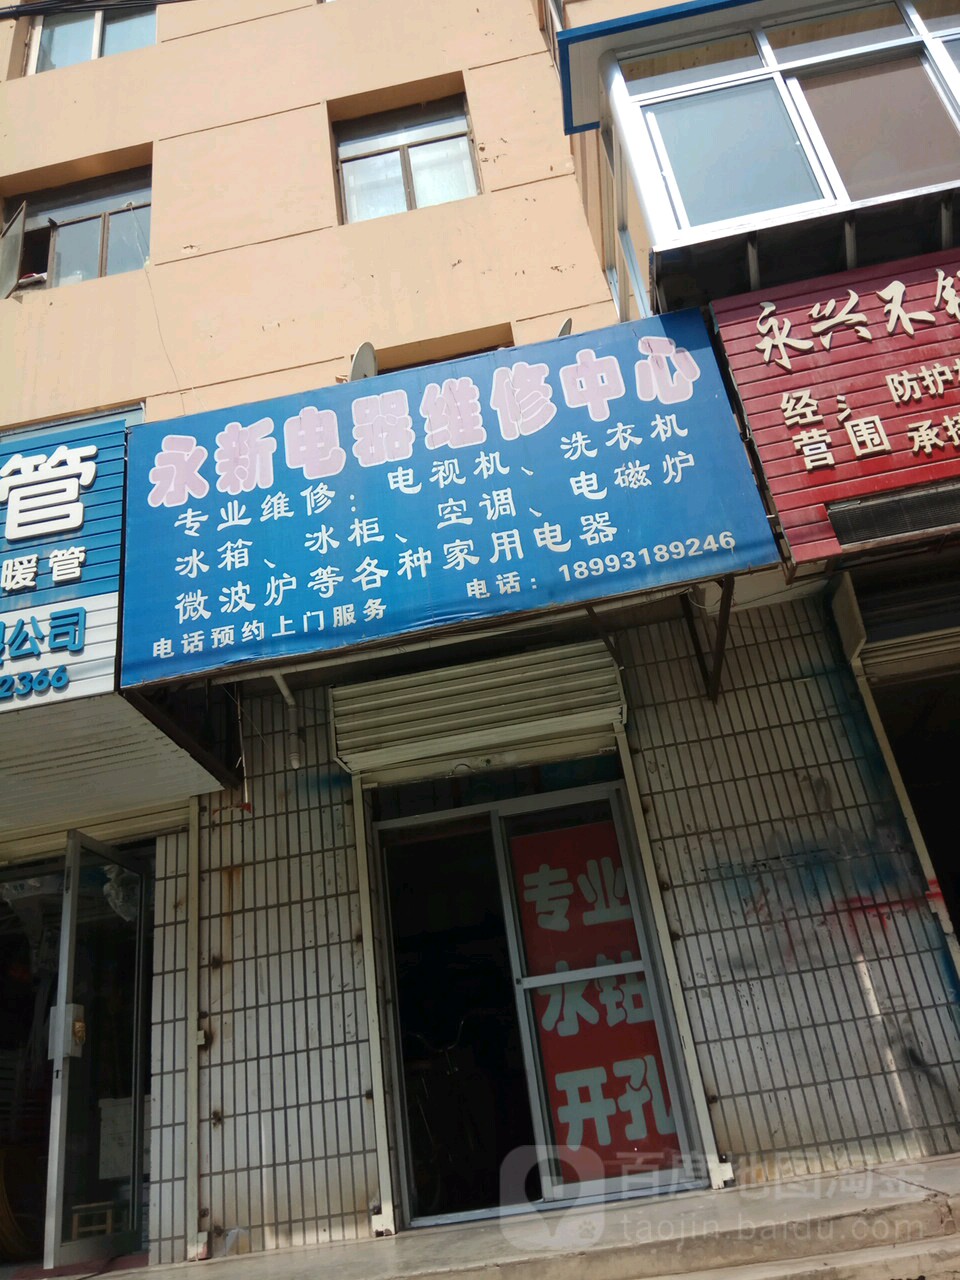 永新电器维修中心
专业维修：电视机、洗衣机
冰箱、冰柜、空调、电磁炉
微波炉等各种家用电器
电话预约上门服务 电话：18993189246
管
暖管
公司
2366
永兴不
经营范围
防护
承接
专业
水钻
开孔
百度地图淘金
taojin.baidu.com